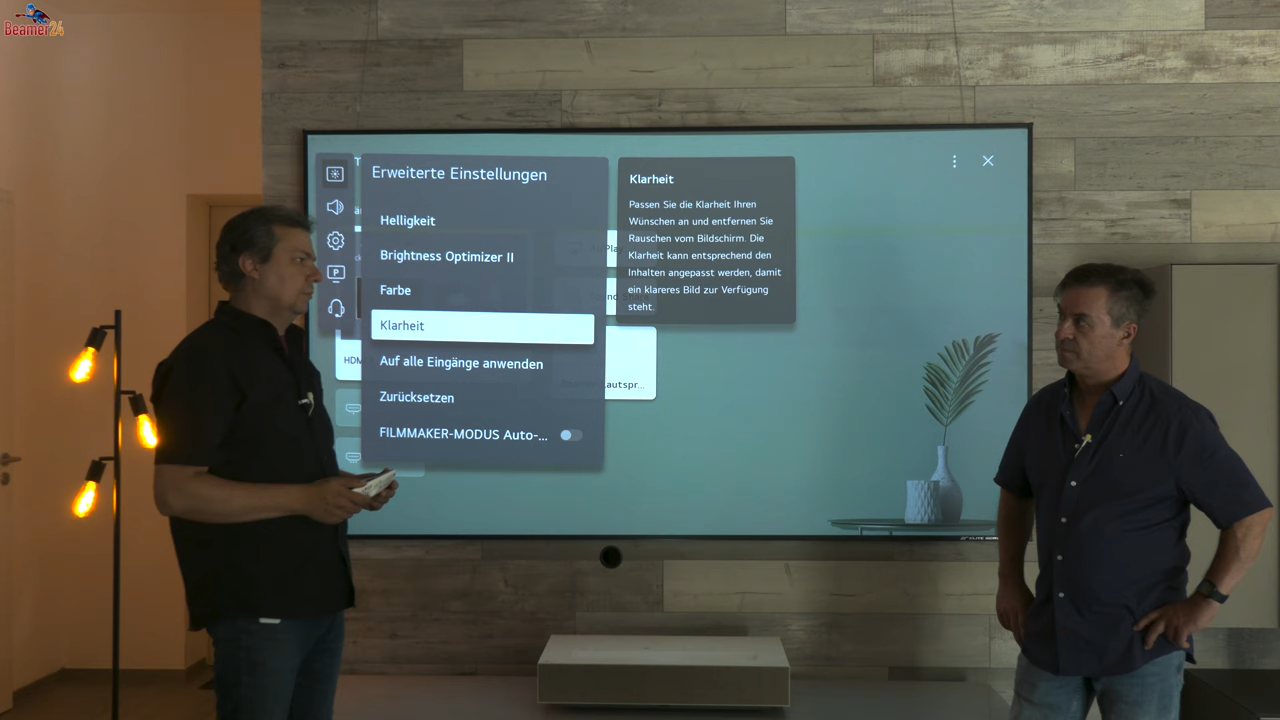 Beamer24
Erweiterte Einstellungen
Helligkeit
Brightness Optimizer II
Farbe
Klarheit
Auf alle Eingänge anwenden
Zurücksetzen
FILMMAKER-MODUS Auto-...
Klarheit
Passen Sie die Klarheit Ihren
Wünschen an und entfernen Sie
Rauschen vom Bildschirm. Die
Klarheit kann entsprechend den
Inhalten angepasst werden, damit
ein klareres Bild zur Verfügung
steht.
P
HDM
autspr...